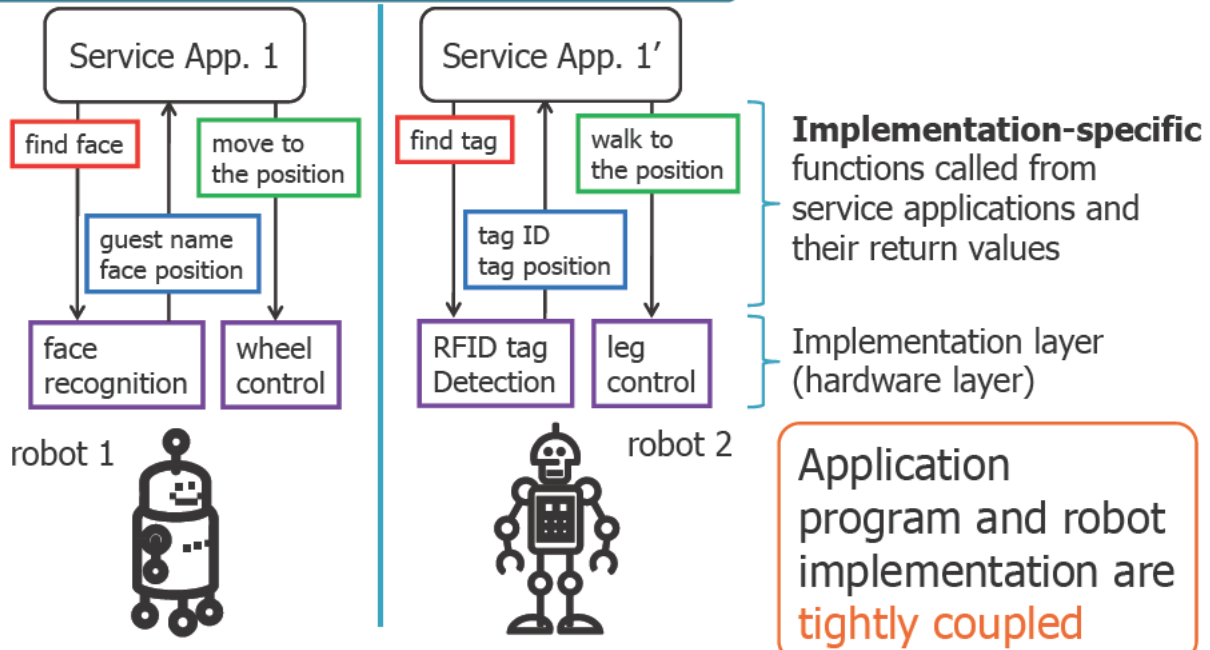 Service App. 1
find face
move to
the position
guest name
face position
face
recognition
wheel
control
robot 1
Service App. 1′
find tag
walk to
the position
tag ID
tag position
RFID tag
Detection
leg
control
robot 2
Implementation-specific
functions called from
service applications and
their return values
Implementation layer
(hardware layer)
Application
program and robot
implementation are
tightly coupled